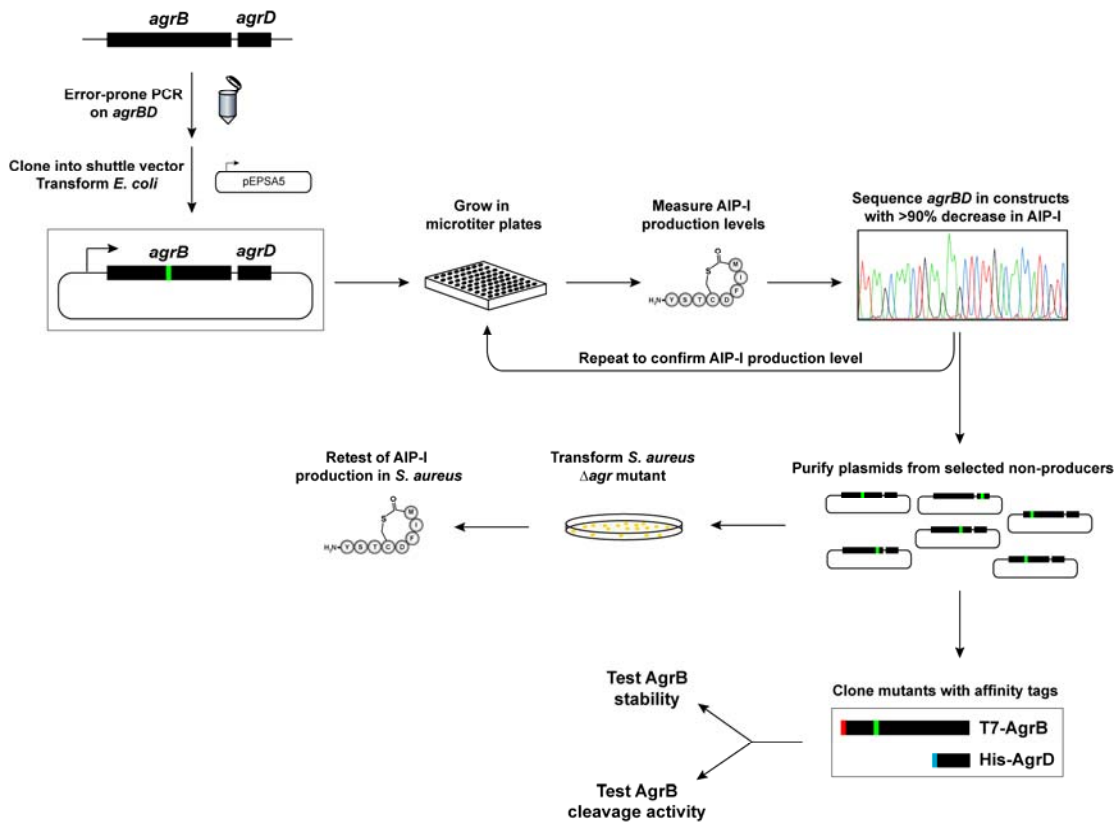 agrB agrD
Error-prone PCR
on agrBD
Clone into shuttle vector
Transform E. coli
pEPSA5
agrB agrD
Grow in
microtiter plates
Measure AIP-I
production levels
O
S
M
I
F
H₂N-Y S T C D
Sequence agrBD in constructs
with >90% decrease in AIP-I
Repeat to confirm AIP-I production level
Purify plasmids from selected non-producers
Transform S. aureus
Δagr mutant
Retest of AIP-I
production in S. aureus
O
S
M
I
F
H₂N-Y S T C D
Clone mutants with affinity tags
T7-AgrB
His-AgrD
Test AgrB
stability
Test AgrB
cleavage activity